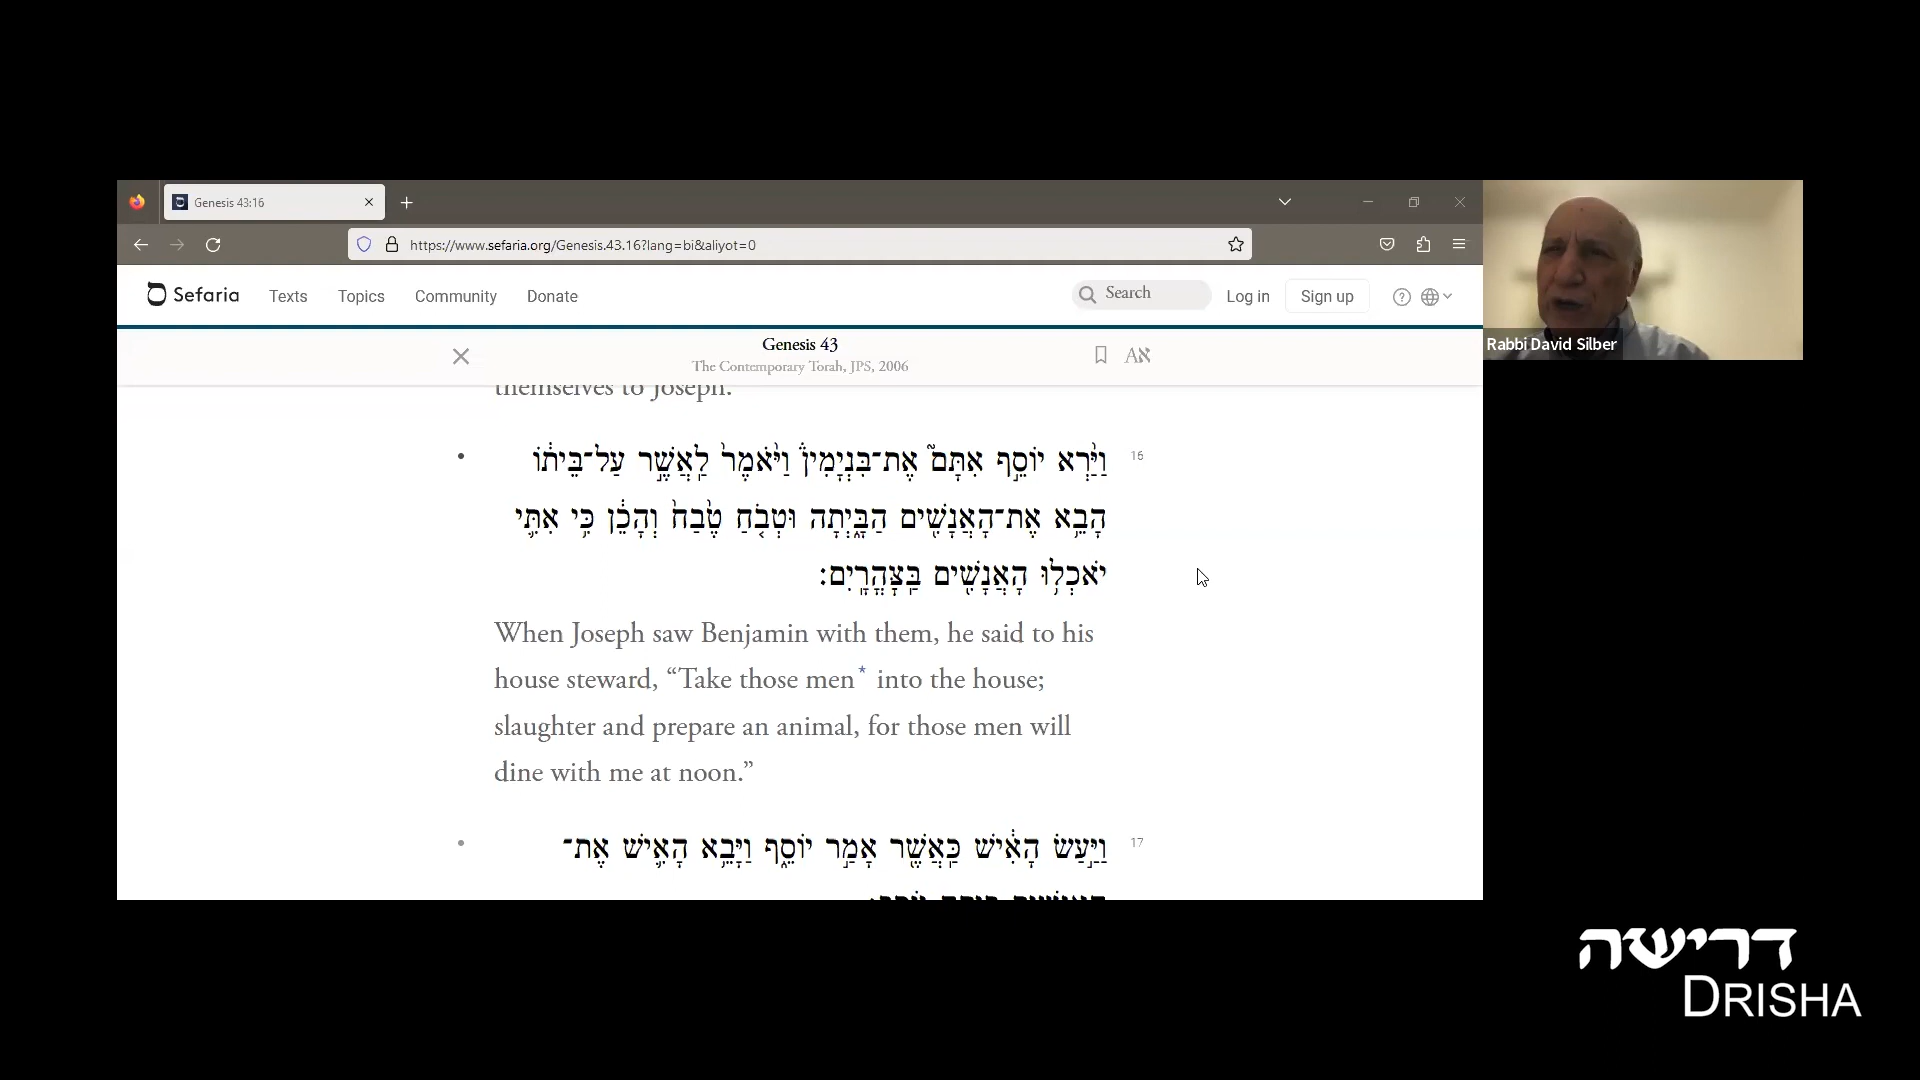 Genesis 43:16
https://www.sefaria.org/Genesis.43.16?lang=bi&aliyot=0
Sefaria Texts Topics Community Donate Search Log in Sign up
Genesis 43
The Contemporary Torah, JPS, 2006
Aא
themselves to Joseph.
16
וַיַּ֨רְא יוֹסֵ֣ף אִתָּם֮ אֶת־בִּנְיָמִין֒ וַיֹּ֙אמֶר֙ לַֽאֲשֶׁ֣ר עַל־בֵּית֔וֹ
הָבֵ֥א אֶת־הָאֲנָשִׁ֖ים הַבָּ֑יְתָה וּטְבֹ֤חַ טֶ֙בַח֙ וְהָכֵ֔ן כִּ֥י אִתִּ֛י
יֹאכְל֥וּ הָאֲנָשִׁ֖ים בַּֽצָּהֳרָֽיִם׃
When Joseph saw Benjamin with them, he said to his
house steward, “Take those men* into the house;
slaughter and prepare an animal, for those men will
dine with me at noon.”
17
וַיַּ֣עַשׂ הָאִ֔ישׁ כַּֽאֲשֶׁ֖ר אָמַ֣ר יוֹסֵ֑ף וַיָּבֵ֥א הָאִ֛ישׁ אֶת־
Rabbi David Silber
דרישה
DRISHA